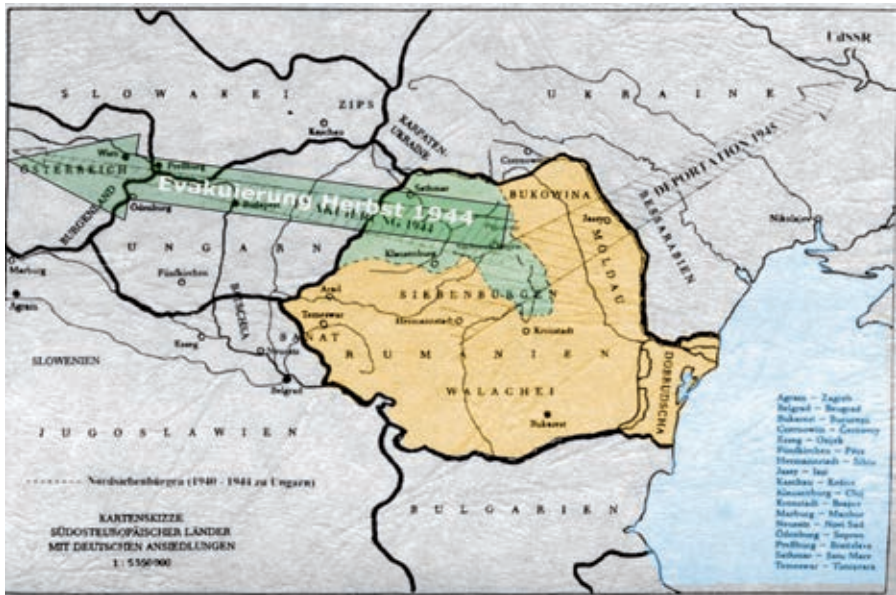 UdSSR
SLOWAKEI
ZIPS
Kaschau
UKRAINE
KARPATEN-
UKRAINE
Czernowitz
DEPORTATION 1945
ÖSTERREICH
Wien
Preßburg
Evakuierung Herbst 1944
Sathmar
BUKOWINA
BURGENLAND
Ödenburg
Jassy
BESSARABIEN
Nikolajew
MOLDAU
UNGARN
Klausenburg
Marburg
Fünfkirchen
SIEBENBÜRGEN
Agram
Arad
Temeswar
Hermannstadt
Kronstadt
BANAT
Esseg
Neusatz
SLOWENIEN
RUMÄNIEN
Belgrad
WALACHEI
DOBRUDSCHA
Bukarest
JUGOSLAWIEN
BULGARIEN
Nordsiebenbürgen (1940 - 1944 zu Ungarn)
KARTENSKIZZE
SÜDOSTEUROPÄISCHER LÄNDER
MIT DEUTSCHEN ANSIEDLUNGEN
Agram – Zagreb
Belgrad – Beograd
Bukarest – București
Esseg – Osijek
Fünfkirchen – Pécs
Hermannstadt – Sibiu
Jassy – Iași
Kaschau – Košice
Klausenburg – Cluj
Kronstadt – Brașov
Marburg – Maribor
Neusatz – Novi Sad
Ödenburg – Sopron
Preßburg – Bratislava
Sathmar – Satu Mare
Temeswar – Timișoara